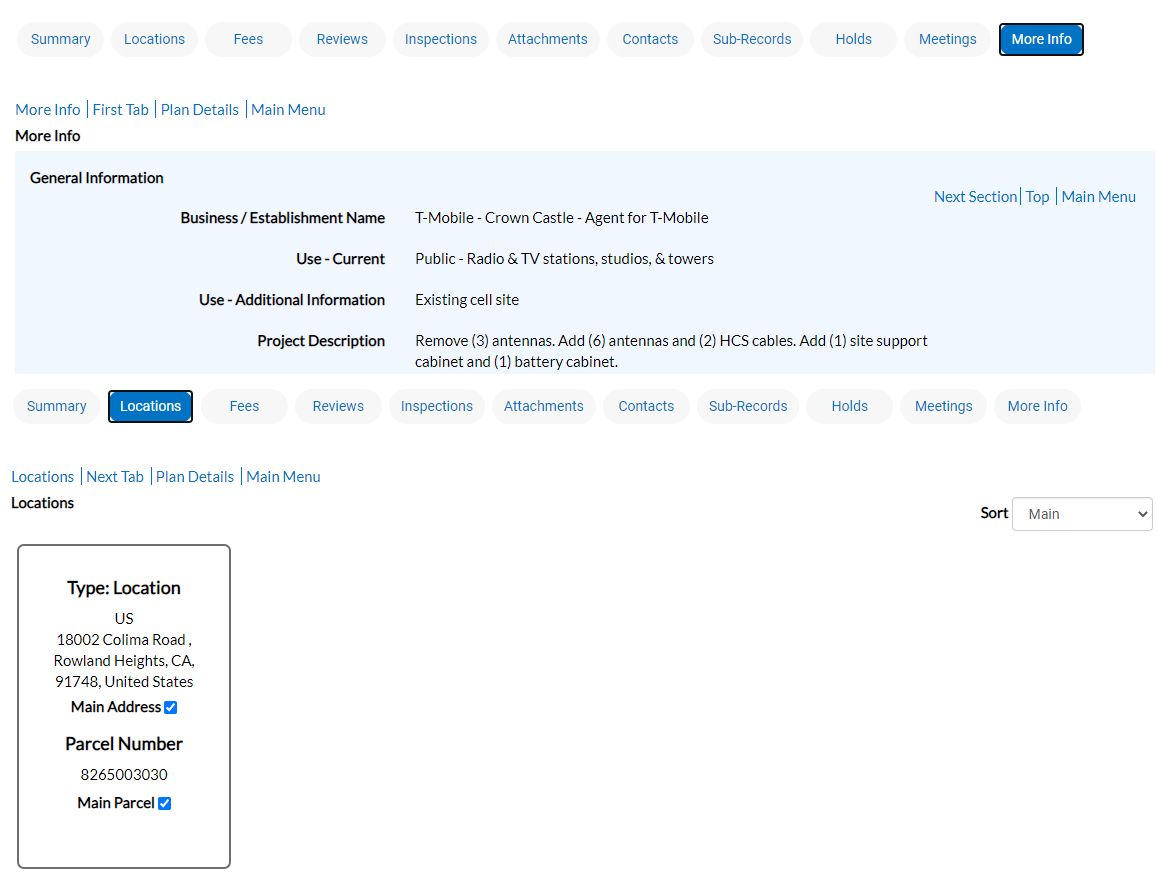 Summary Locations Fees Reviews Inspections Attachments Contacts Sub-Records Holds Meetings More Info
More Info | First Tab | Plan Details | Main Menu
More Info
General Information
Next Section | Top | Main Menu
Business / Establishment Name T-Mobile - Crown Castle - Agent for T-Mobile
Use - Current Public - Radio & TV stations, studios, & towers
Use - Additional Information Existing cell site
Project Description Remove (3) antennas. Add (6) antennas and (2) HCS cables. Add (1) site support
cabinet and (1) battery cabinet.
Summary Locations Fees Reviews Inspections Attachments Contacts Sub-Records Holds Meetings More Info
Locations | Next Tab | Plan Details | Main Menu
Locations
Sort Main
Type: Location
US
18002 Colima Road ,
Rowland Heights, CA,
91748, United States
Main Address
Parcel Number
8265003030
Main Parcel